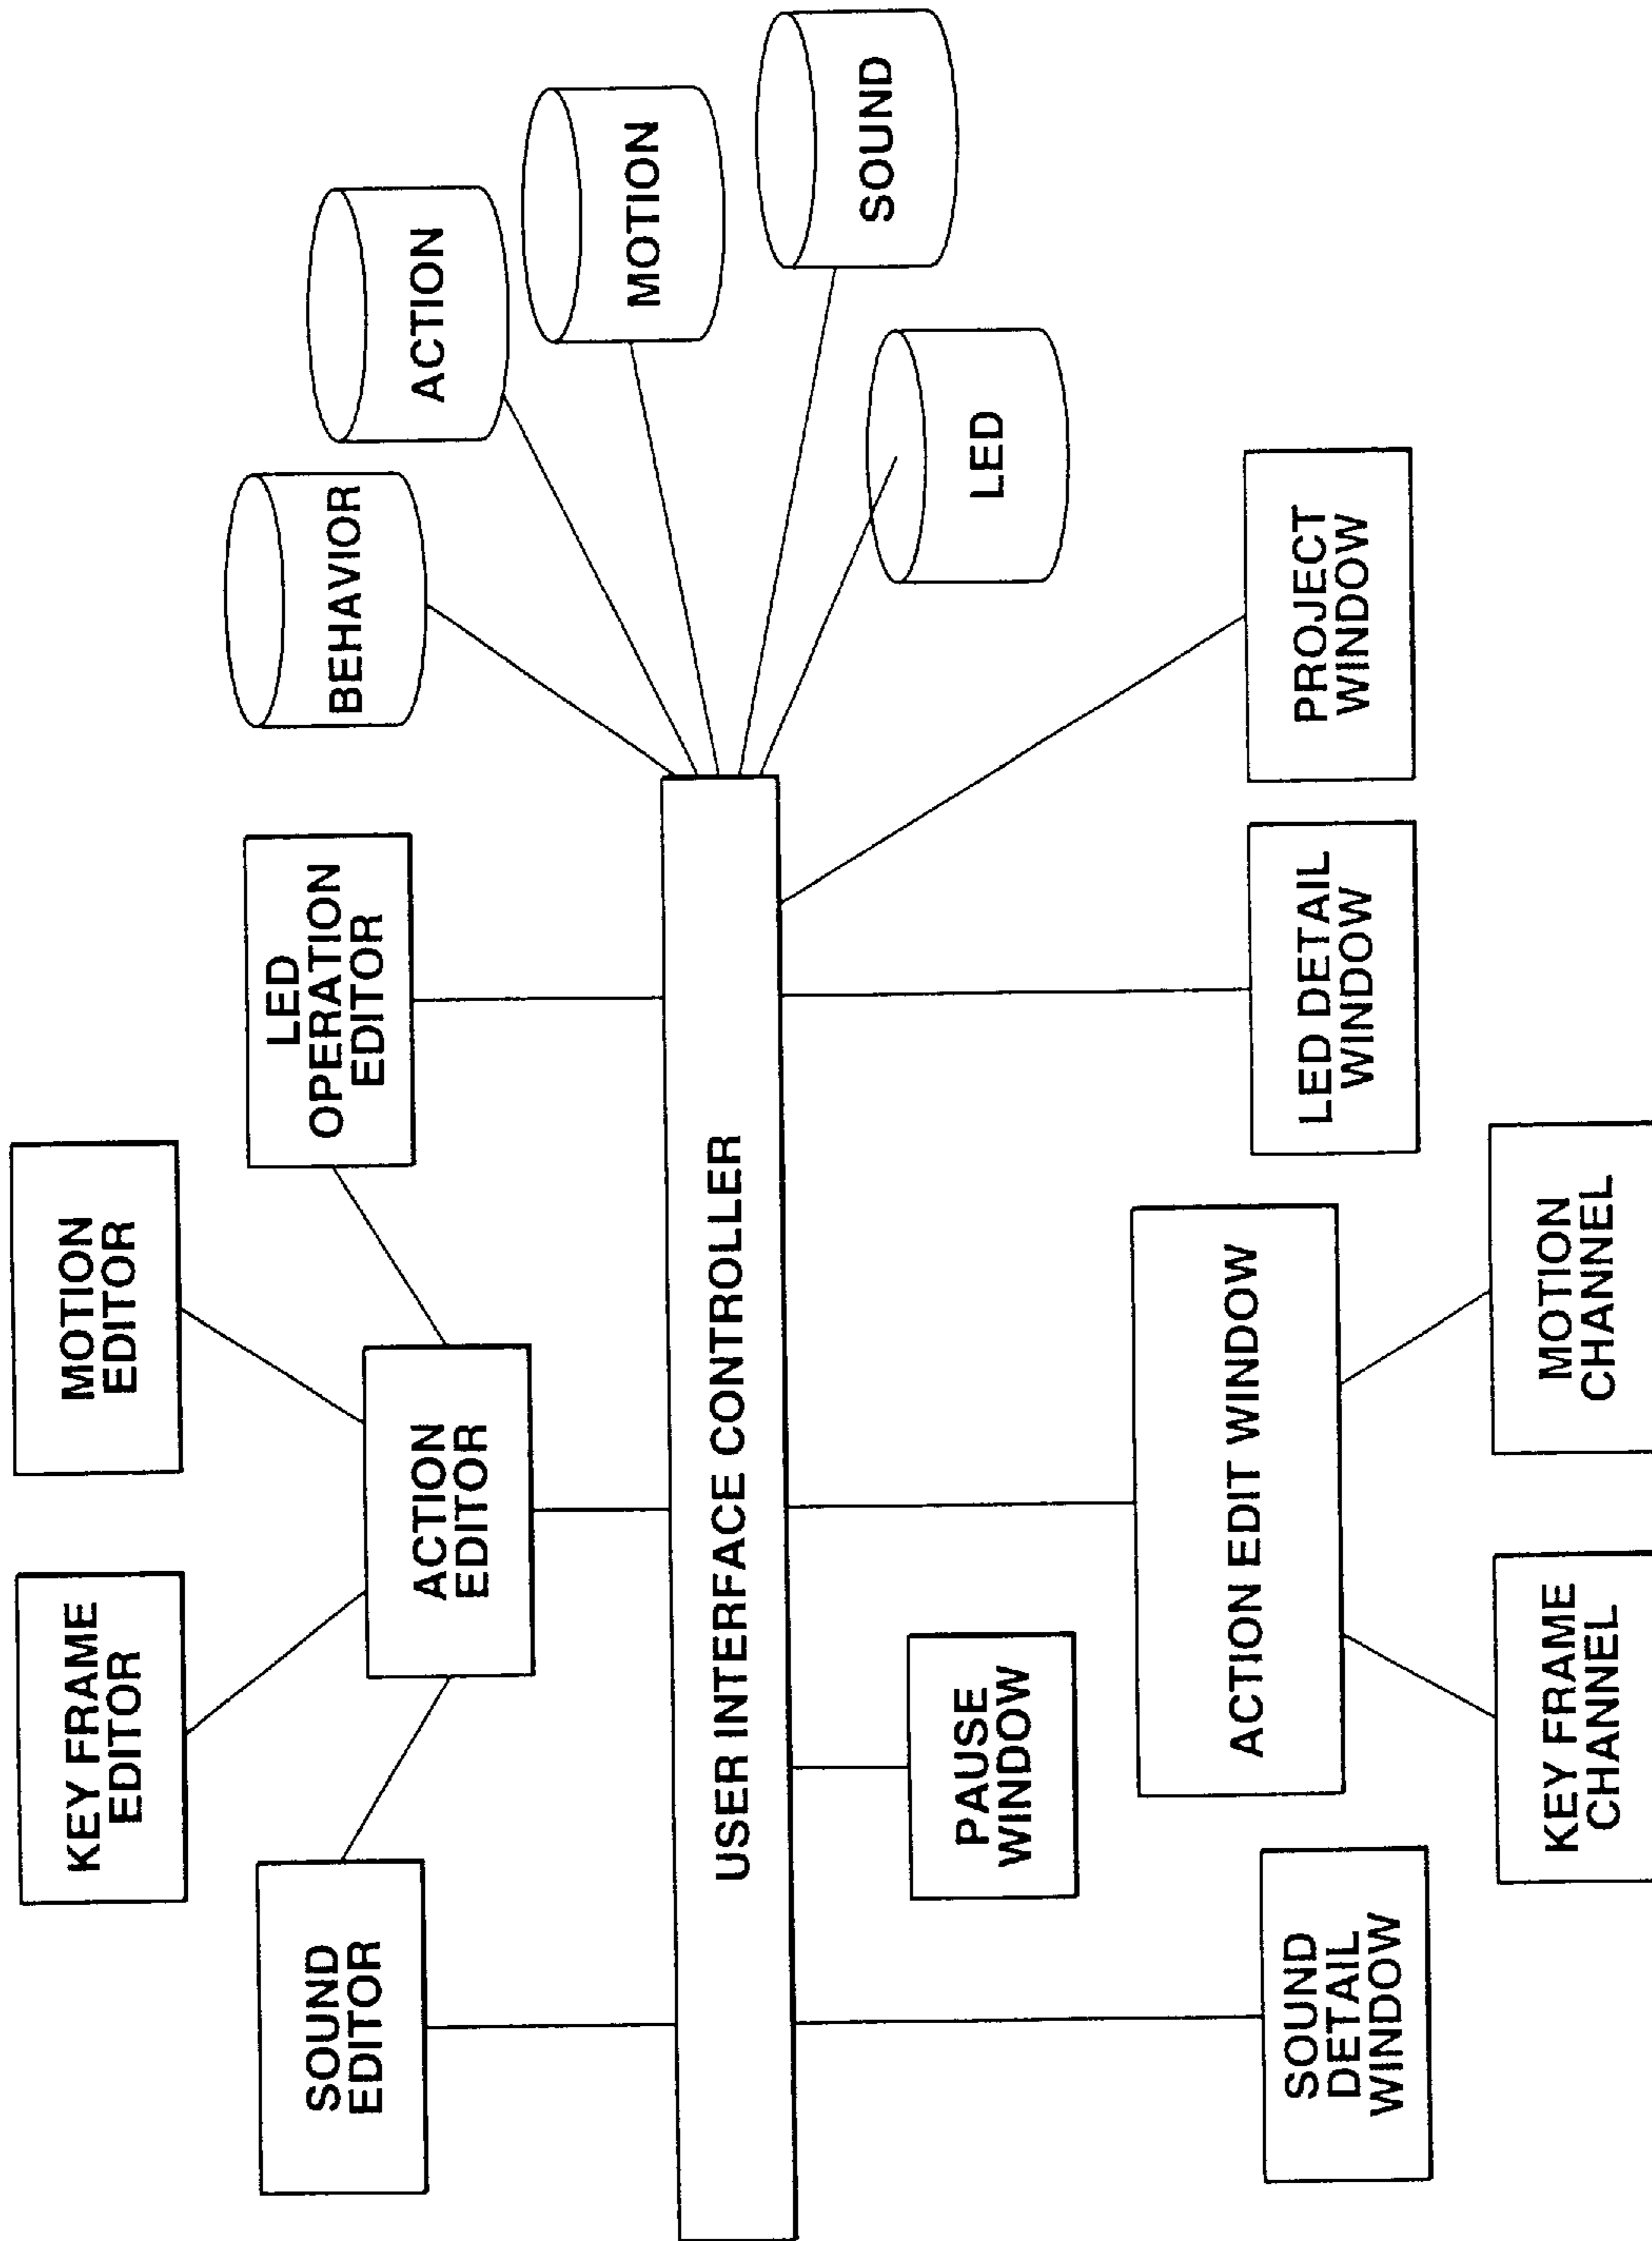 KEY FRAME
EDITOR
MOTION
EDITOR
SOUND
EDITOR
ACTION
EDITOR
LED
OPERATION
EDITOR
BEHAVIOR
ACTION
MOTION
SOUND
LED
USER INTERFACE CONTROLLER
PAUSE
WINDOW
SOUND
DETAIL
WINDOW
ACTION EDIT WINDOW
LED DETAIL
WINDOW
PROJECT
WINDOW
KEY FRAME
CHANNEL
MOTION
CHANNEL